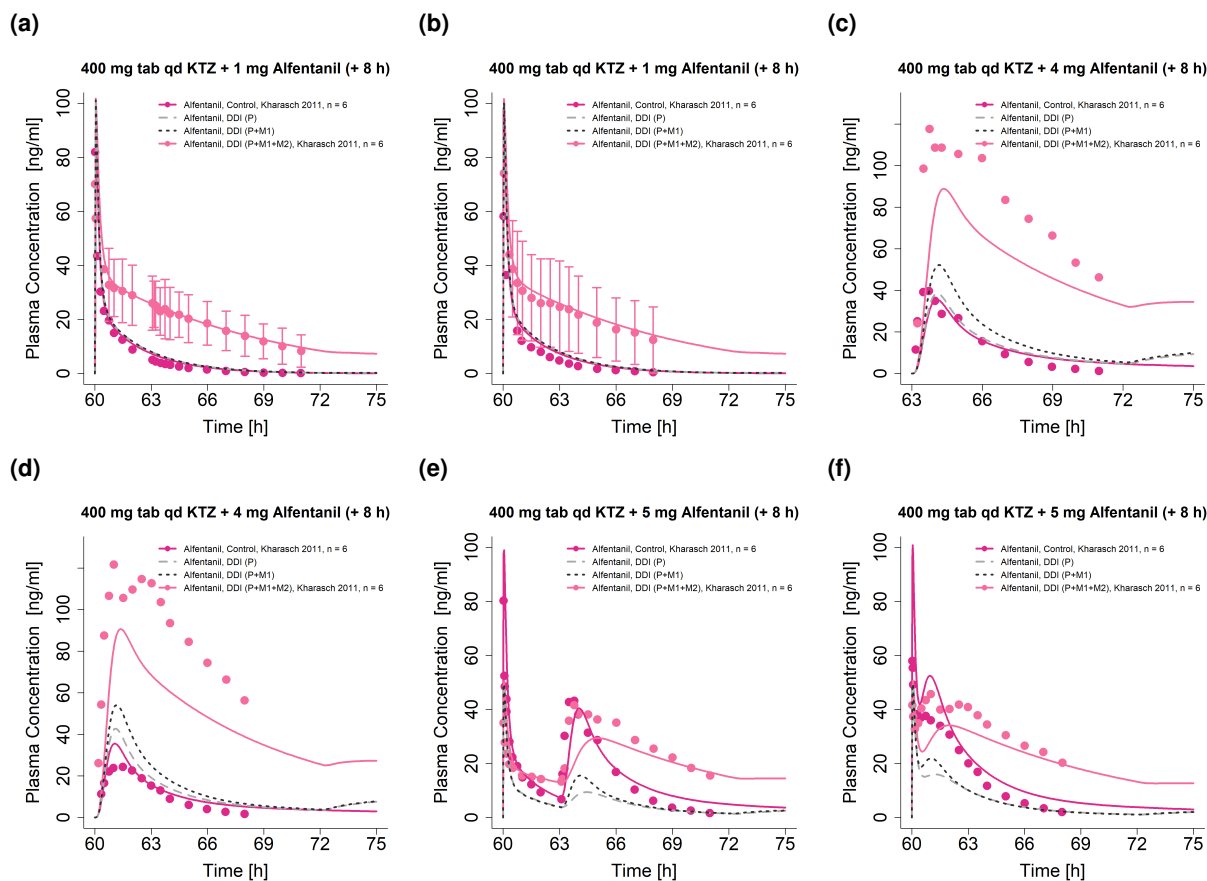 (a)
400 mg tab qd KTZ + 1 mg Alfentanil (+ 8 h)
Alfentanil, Control, Kharasch 2011, n = 6
Alfentanil, DDI (P)
Alfentanil, DDI (P+M1)
Alfentanil, DDI (P+M1+M2), Kharasch 2011, n = 6
Plasma Concentration [ng/ml]
100
80
60
40
20
0
60 63 66 69 72 75
Time [h]
(b)
400 mg tab qd KTZ + 1 mg Alfentanil (+ 8 h)
Alfentanil, Control, Kharasch 2011, n = 6
Alfentanil, DDI (P)
Alfentanil, DDI (P+M1)
Alfentanil, DDI (P+M1+M2), Kharasch 2011, n = 6
Plasma Concentration [ng/ml]
100
80
60
40
20
0
60 63 66 69 72 75
Time [h]
(c)
400 mg tab qd KTZ + 4 mg Alfentanil (+ 8 h)
Alfentanil, Control, Kharasch 2011, n = 6
Alfentanil, DDI (P)
Alfentanil, DDI (P+M1)
Alfentanil, DDI (P+M1+M2), Kharasch 2011, n = 6
Plasma Concentration [ng/ml]
120
80
60
40
20
0
63 66 69 72 75
Time [h]
(d)
400 mg tab qd KTZ + 4 mg Alfentanil (+ 8 h)
Alfentanil, Control, Kharasch 2011, n = 6
Alfentanil, DDI (P)
Alfentanil, DDI (P+M1)
Alfentanil, DDI (P+M1+M2), Kharasch 2011, n = 6
Plasma Concentration [ng/ml]
120
80
60
40
20
0
60 63 66 69 72 75
Time [h]
(e)
400 mg tab qd KTZ + 5 mg Alfentanil (+ 8 h)
Alfentanil, Control, Kharasch 2011, n = 6
Alfentanil, DDI (P)
Alfentanil, DDI (P+M1)
Alfentanil, DDI (P+M1+M2), Kharasch 2011, n = 6
Plasma Concentration [ng/ml]
100
80
60
40
20
0
60 63 66 69 72 75
Time [h]
(f)
400 mg tab qd KTZ + 5 mg Alfentanil (+ 8 h)
Alfentanil, Control, Kharasch 2011, n = 6
Alfentanil, DDI (P)
Alfentanil, DDI (P+M1)
Alfentanil, DDI (P+M1+M2), Kharasch 2011, n = 6
Plasma Concentration [ng/ml]
100
80
60
40
20
0
60 63 66 69 72 75
Time [h]